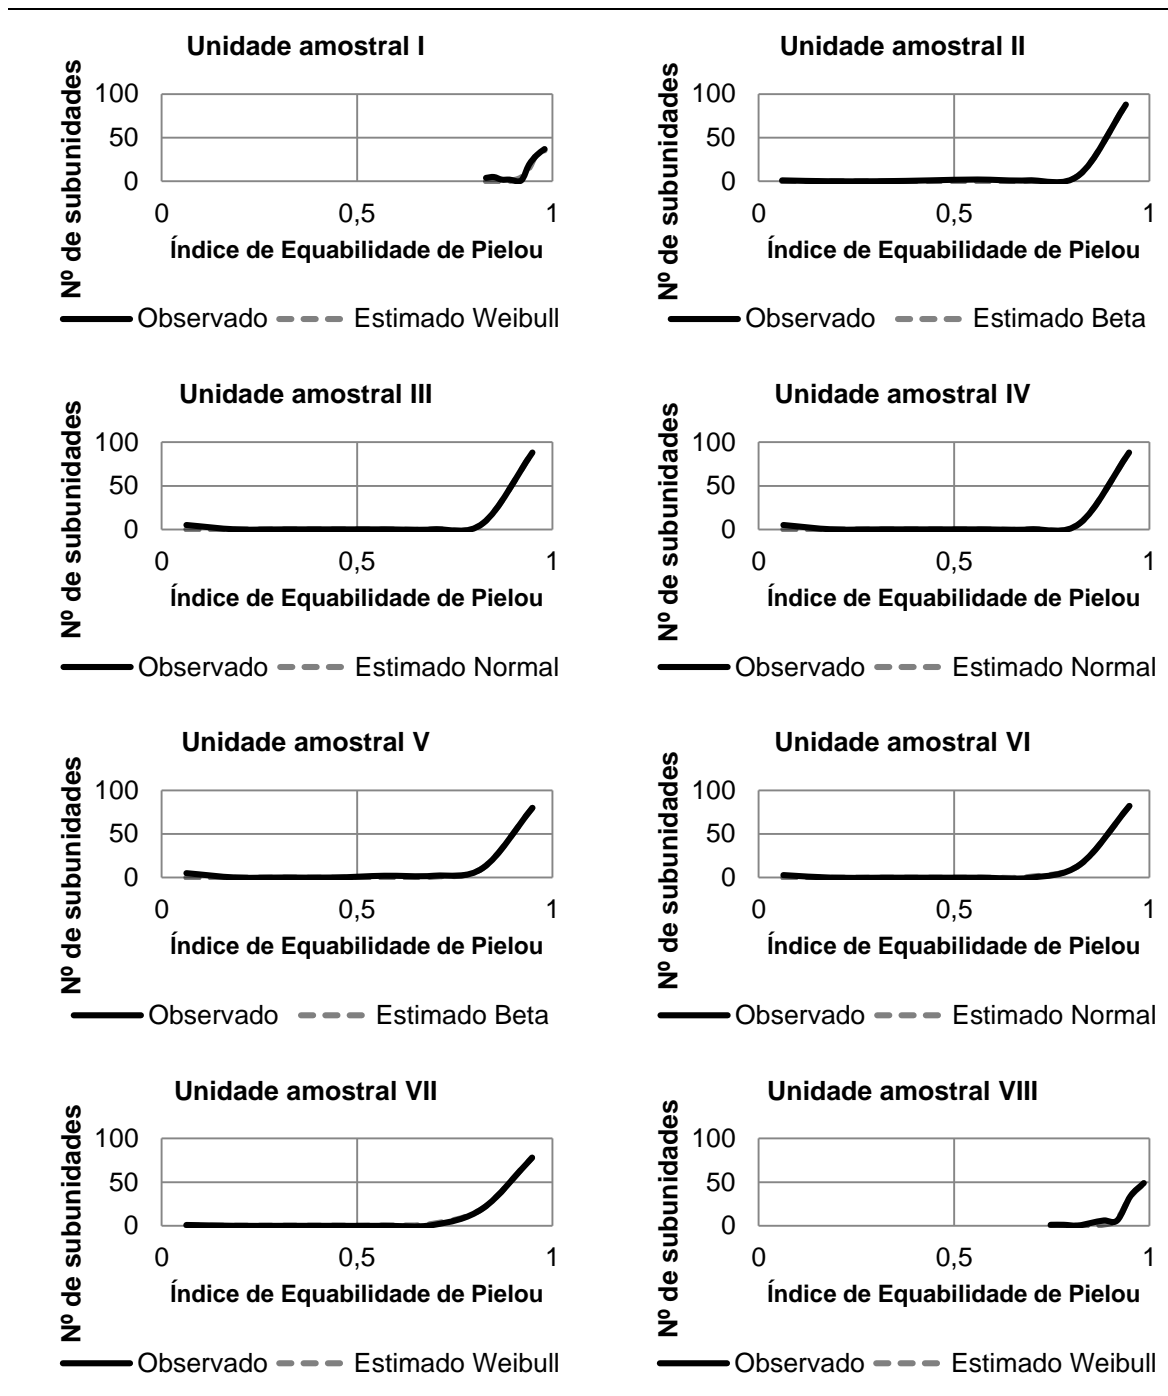 Unidade amostral I
Nº de subunidades
100
50
0
0
0,5
1
Índice de Equabilidade de Pielou
Observado
Estimado Weibull
Unidade amostral II
Nº de subunidades
100
50
0
0
0,5
1
Índice de Equabilidade de Pielou
Observado
Estimado Beta
Unidade amostral III
Nº de subunidades
100
50
0
0
0,5
1
Índice de Equabilidade de Pielou
Observado
Estimado Normal
Unidade amostral IV
Nº de subunidades
100
50
0
0
0,5
1
Índice de Equabilidade de Pielou
Observado
Estimado Normal
Unidade amostral V
Nº de subunidades
100
50
0
0
0,5
1
Índice de Equabilidade de Pielou
Observado
Estimado Beta
Unidade amostral VI
Nº de subunidades
100
50
0
0
0,5
1
Índice de Equabilidade de Pielou
Observado
Estimado Normal
Unidade amostral VII
Nº de subunidades
100
50
0
0
0,5
1
Índice de Equabilidade de Pielou
Observado
Estimado Weibull
Unidade amostral VIII
Nº de subunidades
100
50
0
0
0,5
1
Índice de Equabilidade de Pielou
Observado
Estimado Weibull